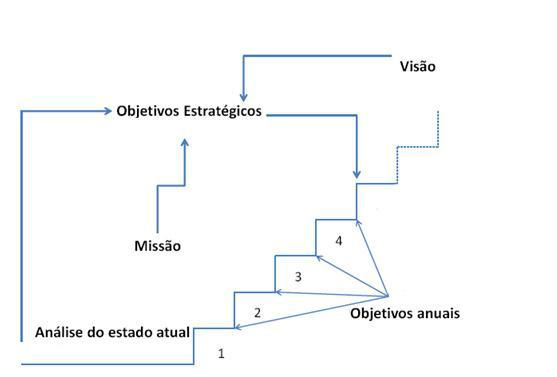 Visão
Objetivos Estratégicos
Missão
4
3
2
Objetivos anuais
Análise do estado atual
1